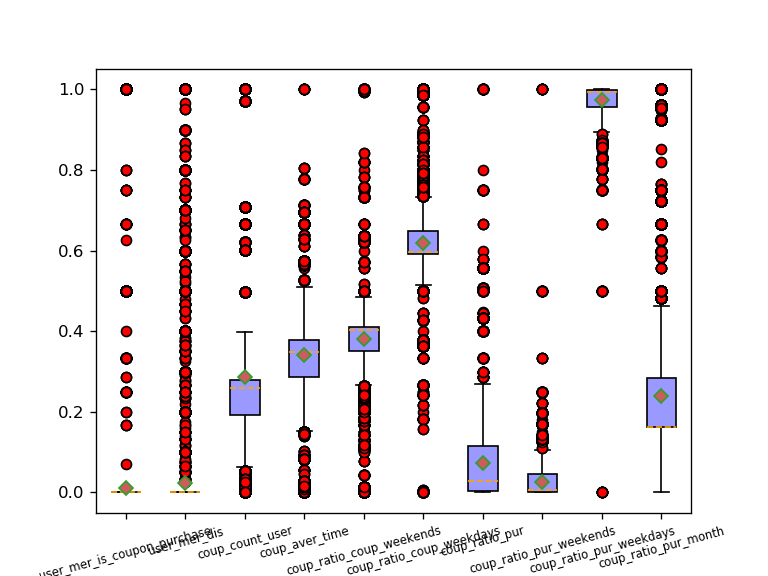 1.0
0.8
0.6
0.4
0.2
0.0
user_mer_is_coupon_purchase
user_mer_dis
coup_count_user
coup_aver_time
coup_ratio_coup_weekends
coup_ratio_coup_weekdays
coup_ratio_pur
coup_ratio_pur_weekends
coup_ratio_pur_weekdays
coup_ratio_pur_month